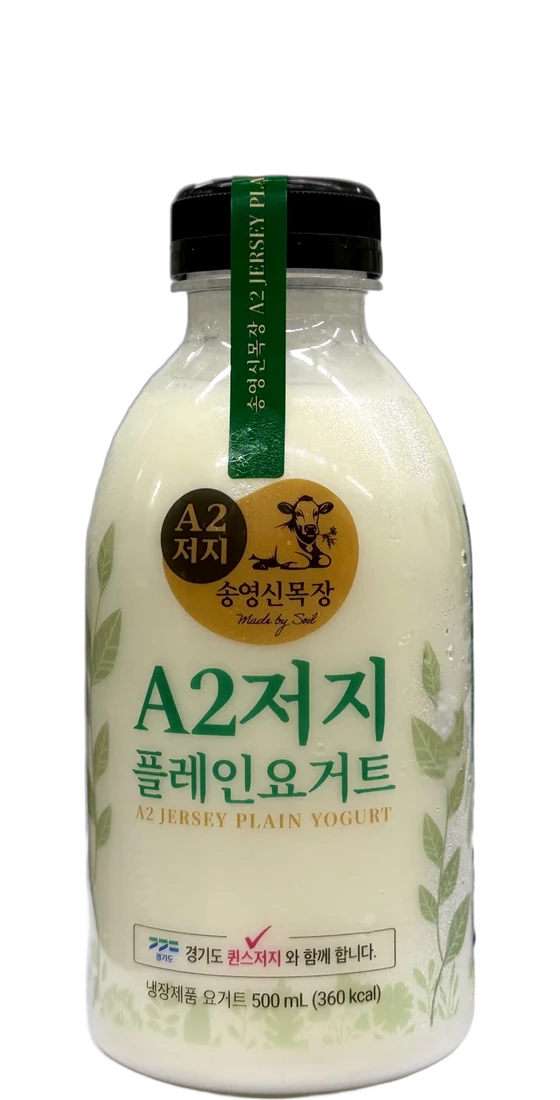 송영신목장 A2 JERSEY PLA
A2
저지
송영신목장
Made by Soil
A2저지
플레인요거트
A2 JERSEY PLAIN YOGURT
경기도
경기도 퀸스저지 와 함께 합니다.
냉장제품 요거트 500 mL (360 kcal)